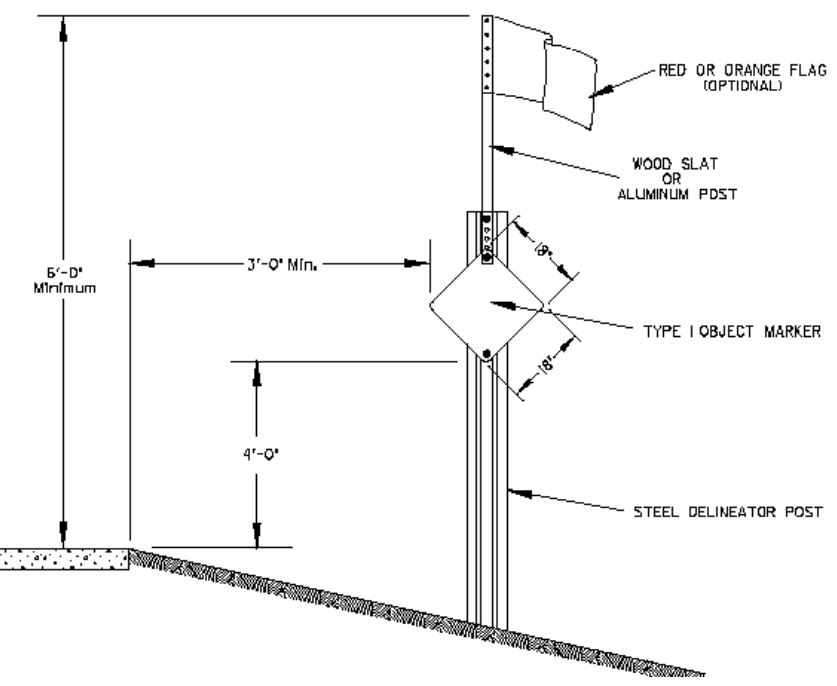 RED OR ORANGE FLAG
(OPTIONAL)
WOOD SLAT
OR
ALUMINUM POST
18"
3'-0" Min.
6'-0"
Minimum
TYPE I OBJECT MARKER
18"
4'-0"
STEEL DELINEATOR POST